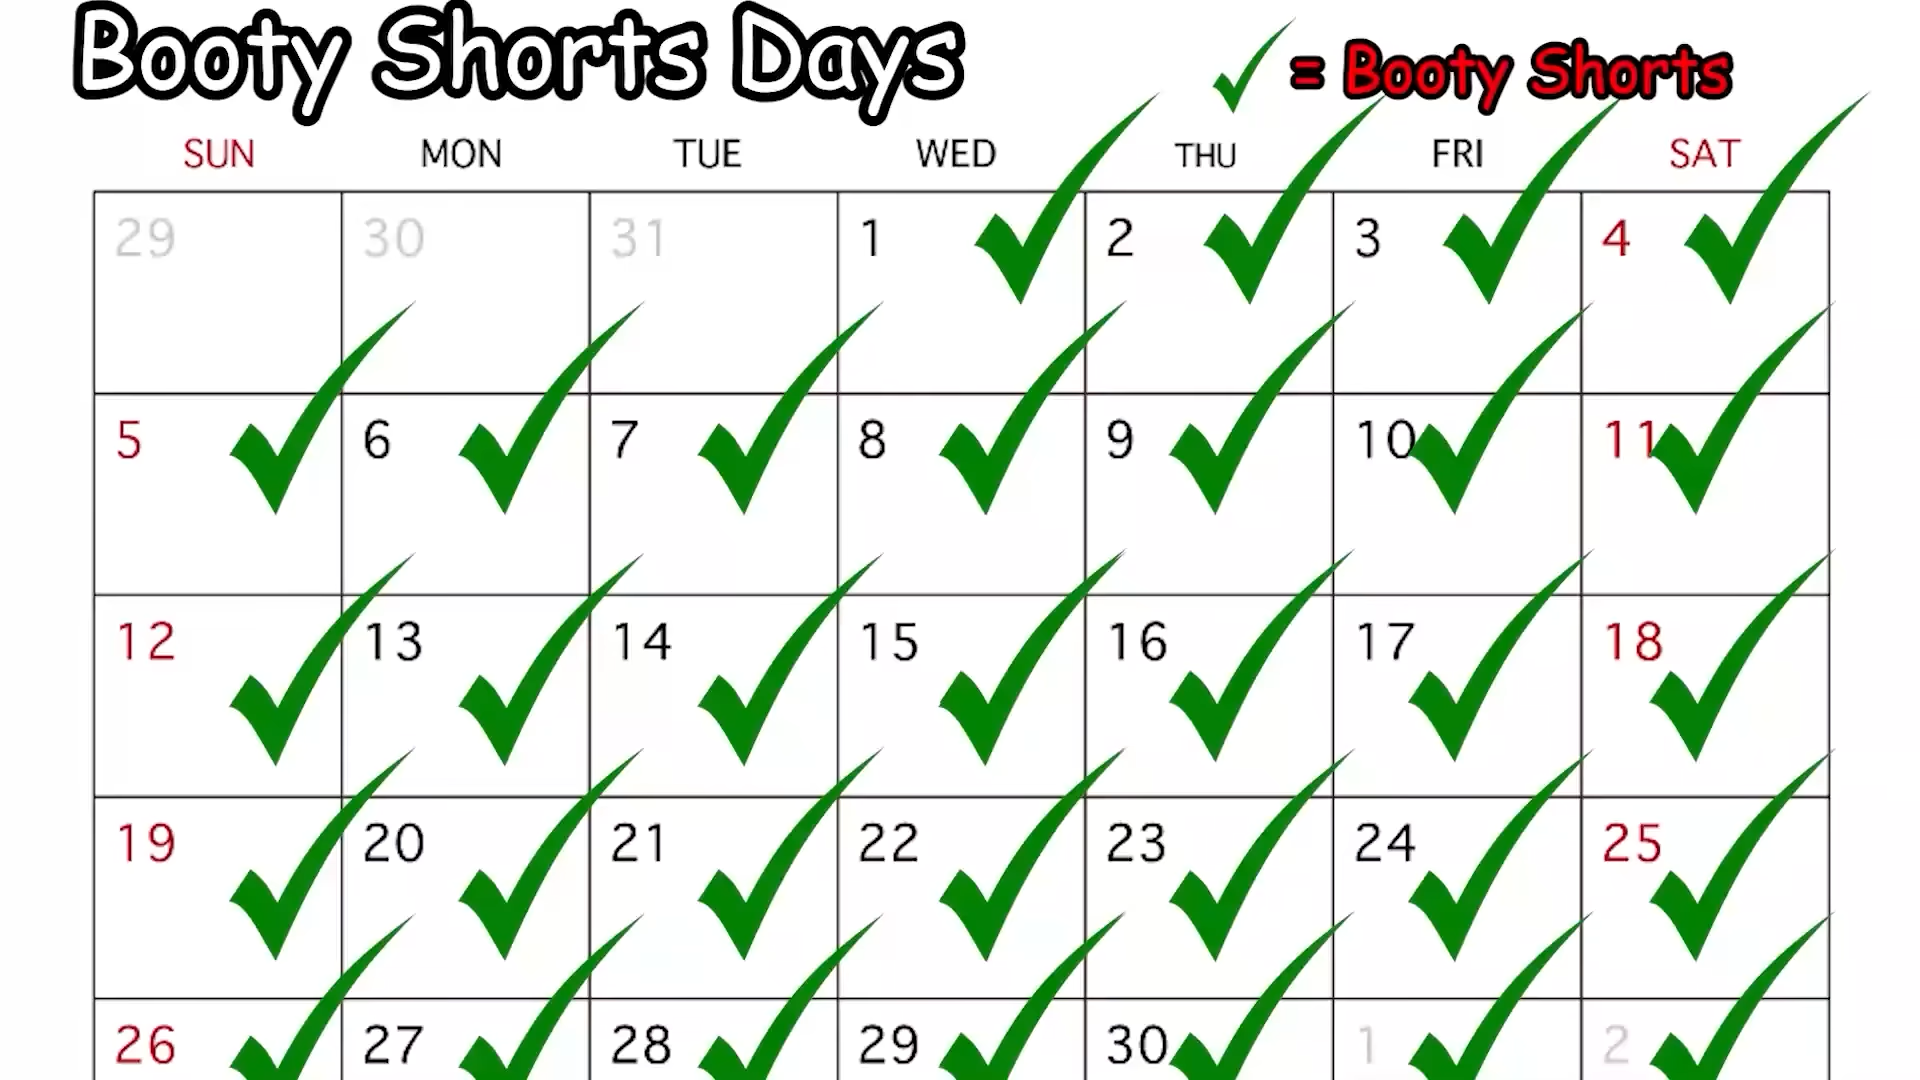 Booty Shorts Days
= Booty Shorts
SUN MON TUE WED THU FRI SAT
29 30 31 1 2 3 4
5 6 7 8 9 10 11
12 13 14 15 16 17 18
19 20 21 22 23 24 25
26 27 28 29 30 1 2